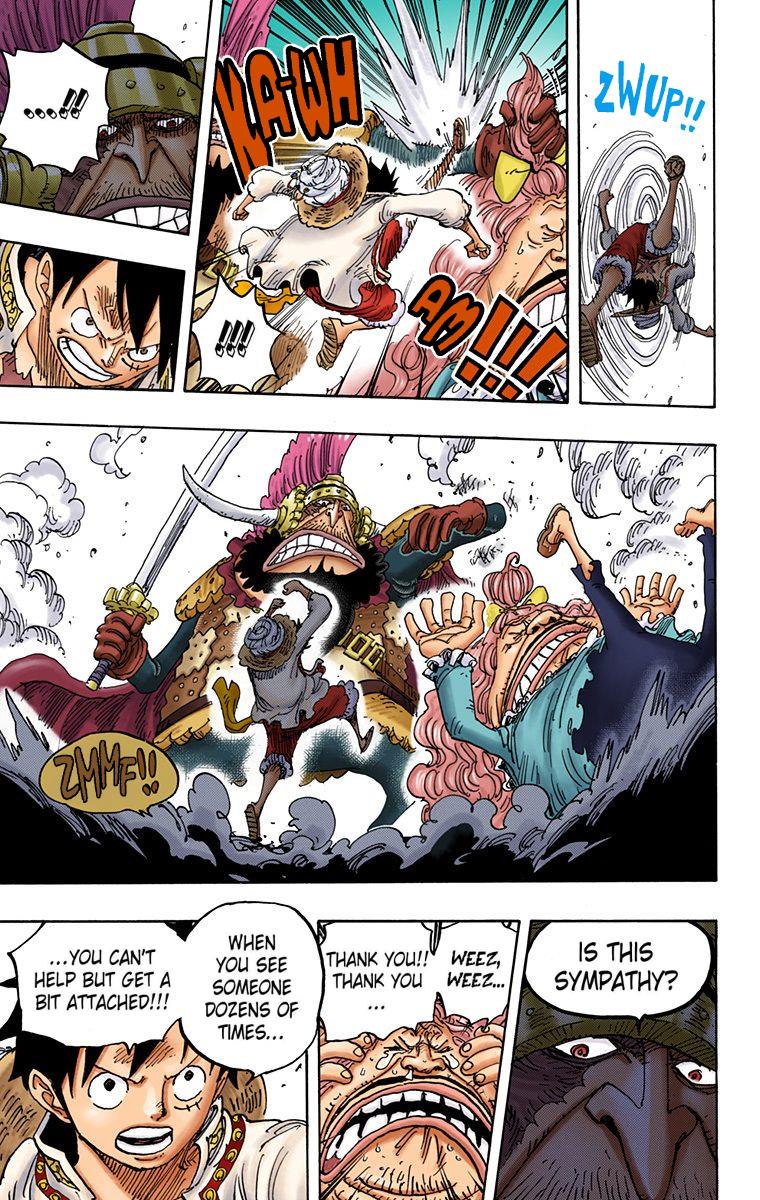 ZWUP!!
KA-WH
AM!!!
!!!
....!!
ZMMF!!
IS THIS
SYMPATHY?
WEEZ,
WEEZ...
THANK YOU!!
THANK YOU
...
WHEN
YOU SEE
SOMEONE
DOZENS OF
TIMES...
...YOU CAN'T
HELP BUT GET A
BIT ATTACHED!!!